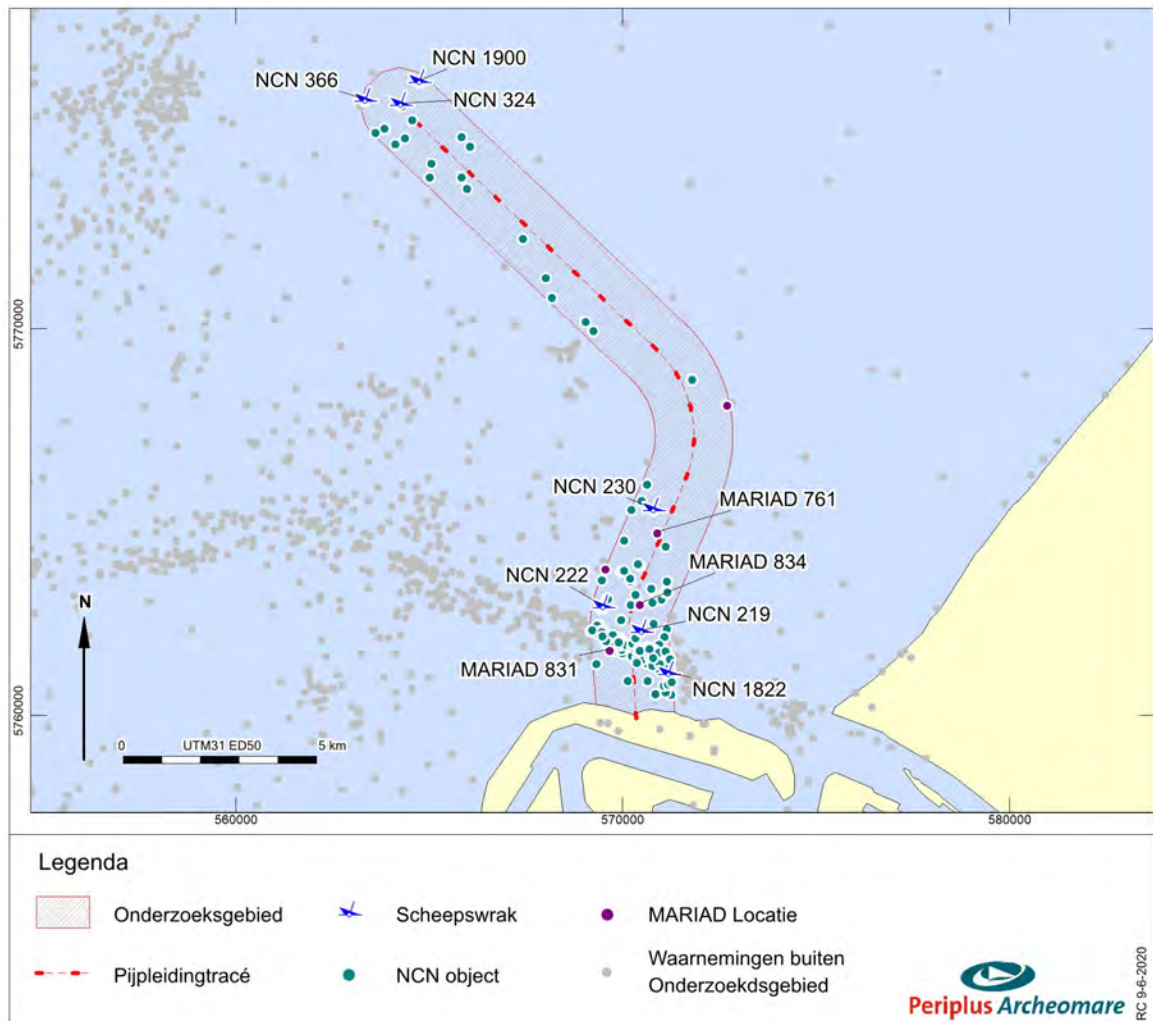 NCN 1900
NCN 366
NCN 324
5770000
NCN 230
MARIAD 761
MARIAD 834
NCN 222
NCN 219
N
MARIAD 831
NCN 1822
5760000
0 UTM31 ED50 5 km
560000 570000 580000
Legenda
Onderzoeksgebied
Scheepswrak
MARIAD Locatie
Pijpleidingtracé
NCN object
Waarnemingen buiten
Onderzoekdsgebied
Periplus Archeomare
RC 9-6-2020